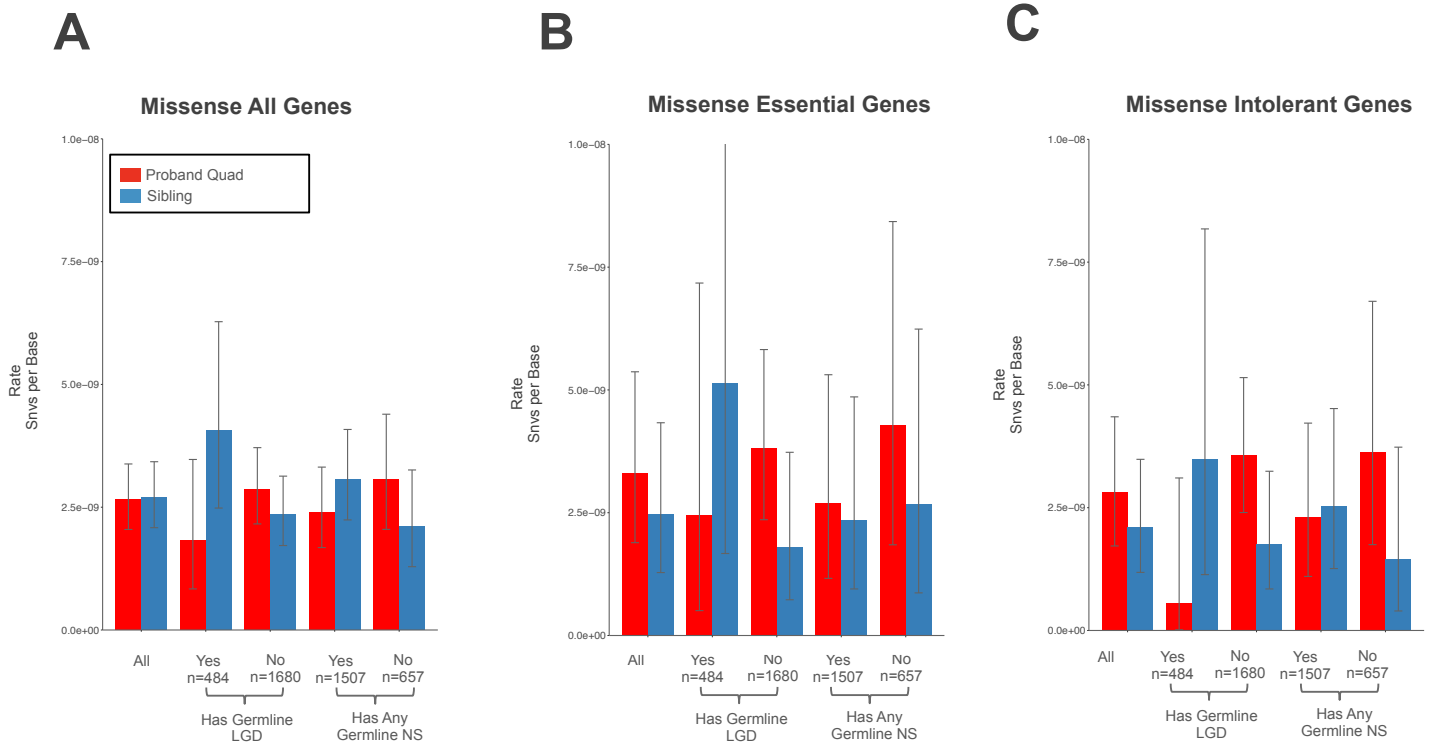 A
Missense All Genes
1.0e−08
7.5e−09
5.0e−09
2.5e−09
0.0e+00
Rate
Snvs per Base
Proband Quad
Sibling
All
Yes
n=484
No
n=1680
Yes
n=1507
No
n=657
Has Germline
LGD
Has Any
Germline NS
B
Missense Essential Genes
1.0e−08
7.5e−09
5.0e−09
2.5e−09
0.0e+00
Rate
Snvs per Base
All
Yes
n=484
No
n=1680
Yes
n=1507
No
n=657
Has Germline
LGD
Has Any
Germline NS
C
Missense Intolerant Genes
1.0e−08
7.5e−09
5.0e−09
2.5e−09
0.0e+00
Rate
Snvs per Base
All
Yes
n=484
No
n=1680
Yes
n=1507
No
n=657
Has Germline
LGD
Has Any
Germline NS